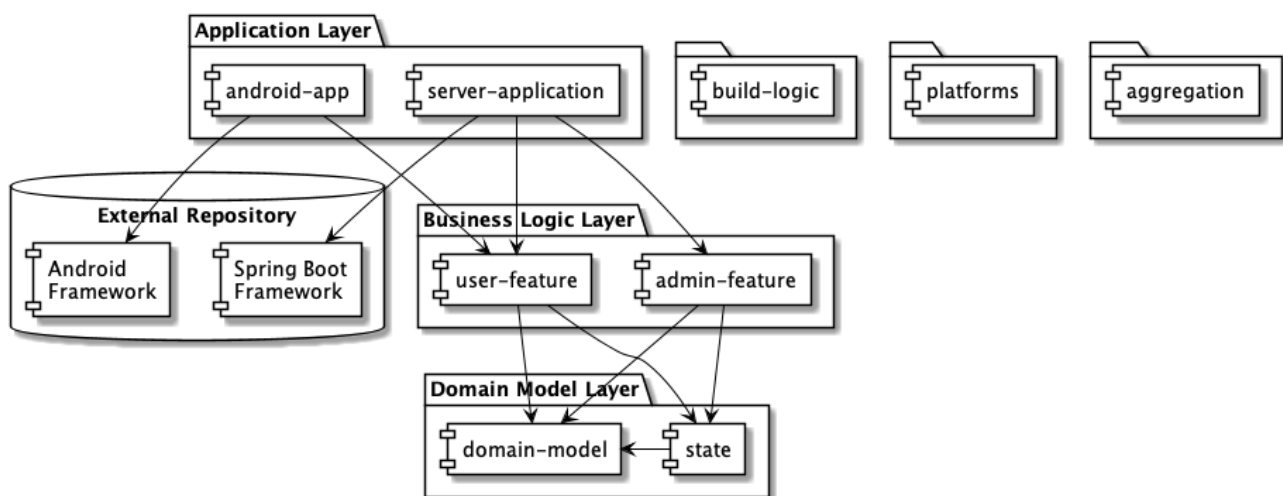 Application Layer
android-app
server-application
build-logic
platforms
aggregation
External Repository
Android
Framework
Spring Boot
Framework
Business Logic Layer
user-feature
admin-feature
Domain Model Layer
domain-model
state